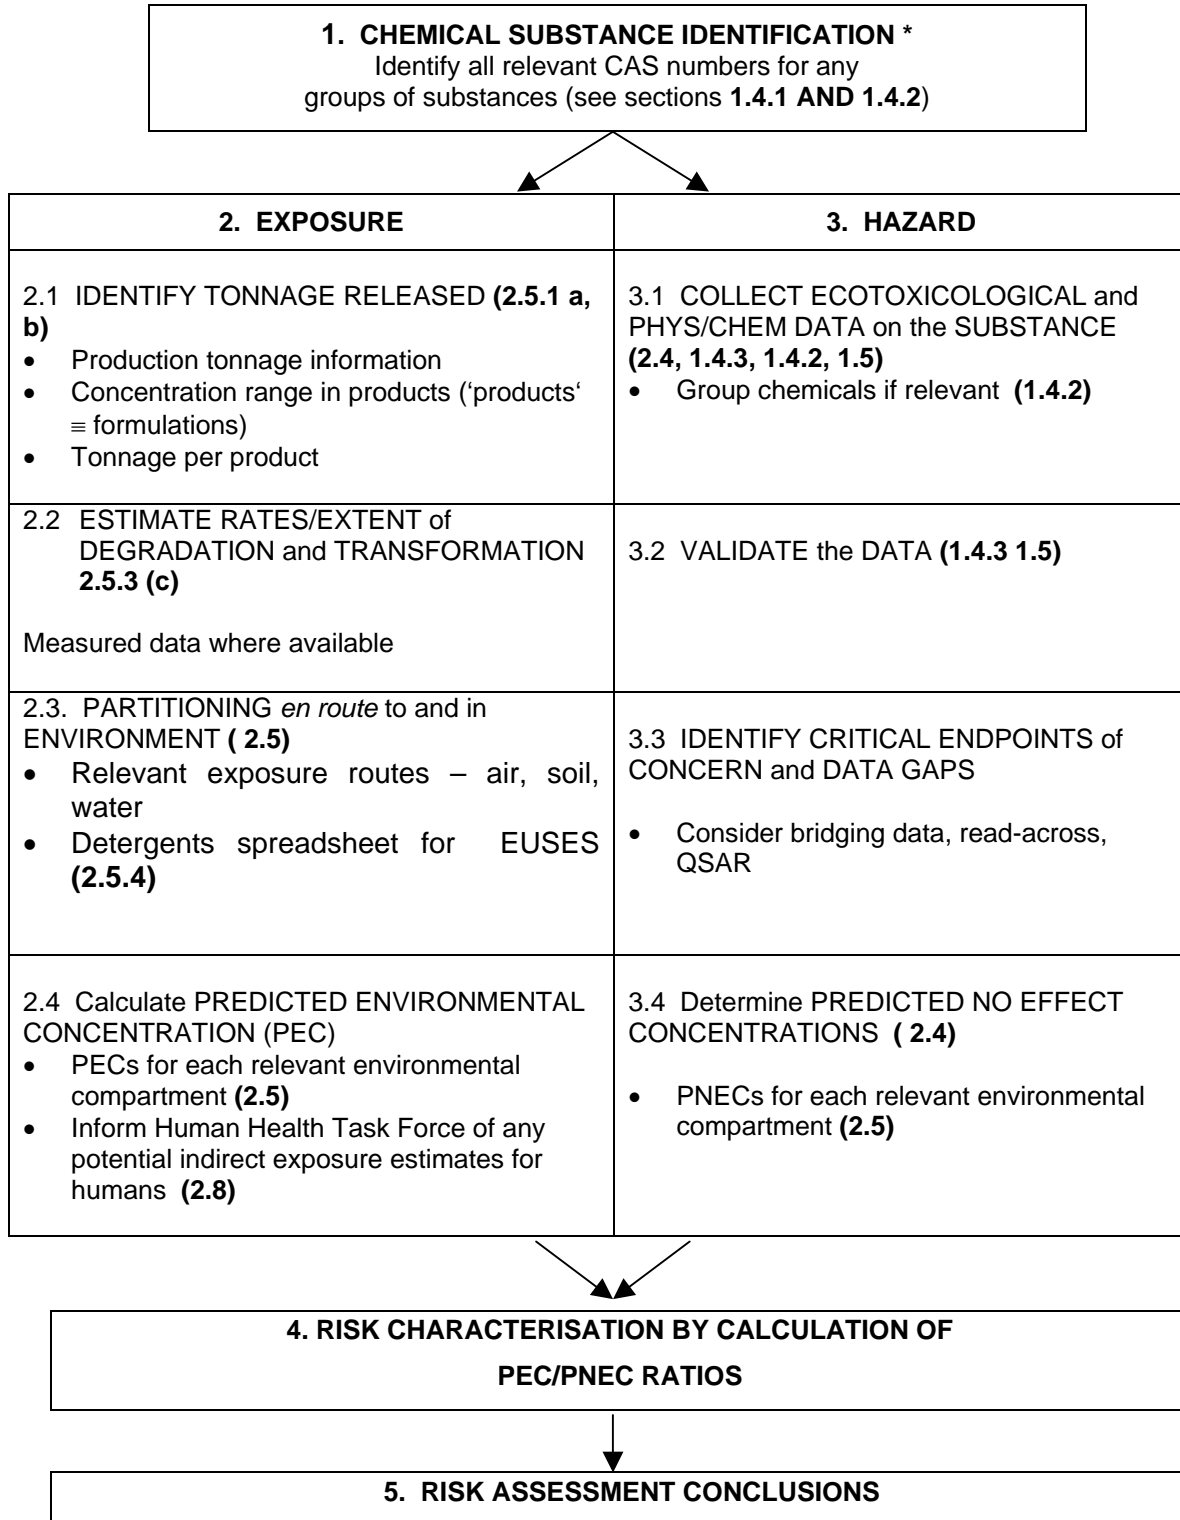 1. CHEMICAL SUBSTANCE IDENTIFICATION *
Identify all relevant CAS numbers for any
groups of substances (see sections 1.4.1 AND 1.4.2)
2. EXPOSURE
3. HAZARD
2.1 IDENTIFY TONNAGE RELEASED (2.5.1 a,
b)
• Production tonnage information
• Concentration range in products (‘products‘
≡ formulations)
• Tonnage per product
3.1 COLLECT ECOTOXICOLOGICAL and
PHYS/CHEM DATA on the SUBSTANCE
(2.4, 1.4.3, 1.4.2, 1.5)
• Group chemicals if relevant (1.4.2)
2.2 ESTIMATE RATES/EXTENT of
DEGRADATION and TRANSFORMATION
2.5.3 (c)
Measured data where available
3.2 VALIDATE the DATA (1.4.3 1.5)
2.3. PARTITIONING en route to and in
ENVIRONMENT ( 2.5)
• Relevant exposure routes – air, soil,
water
• Detergents spreadsheet for EUSES
(2.5.4)
3.3 IDENTIFY CRITICAL ENDPOINTS of
CONCERN and DATA GAPS
• Consider bridging data, read-across,
QSAR
2.4 Calculate PREDICTED ENVIRONMENTAL
CONCENTRATION (PEC)
• PECs for each relevant environmental
compartment (2.5)
• Inform Human Health Task Force of any
potential indirect exposure estimates for
humans (2.8)
3.4 Determine PREDICTED NO EFFECT
CONCENTRATIONS ( 2.4)
• PNECs for each relevant environmental
compartment (2.5)
4. RISK CHARACTERISATION BY CALCULATION OF
PEC/PNEC RATIOS
5. RISK ASSESSMENT CONCLUSIONS